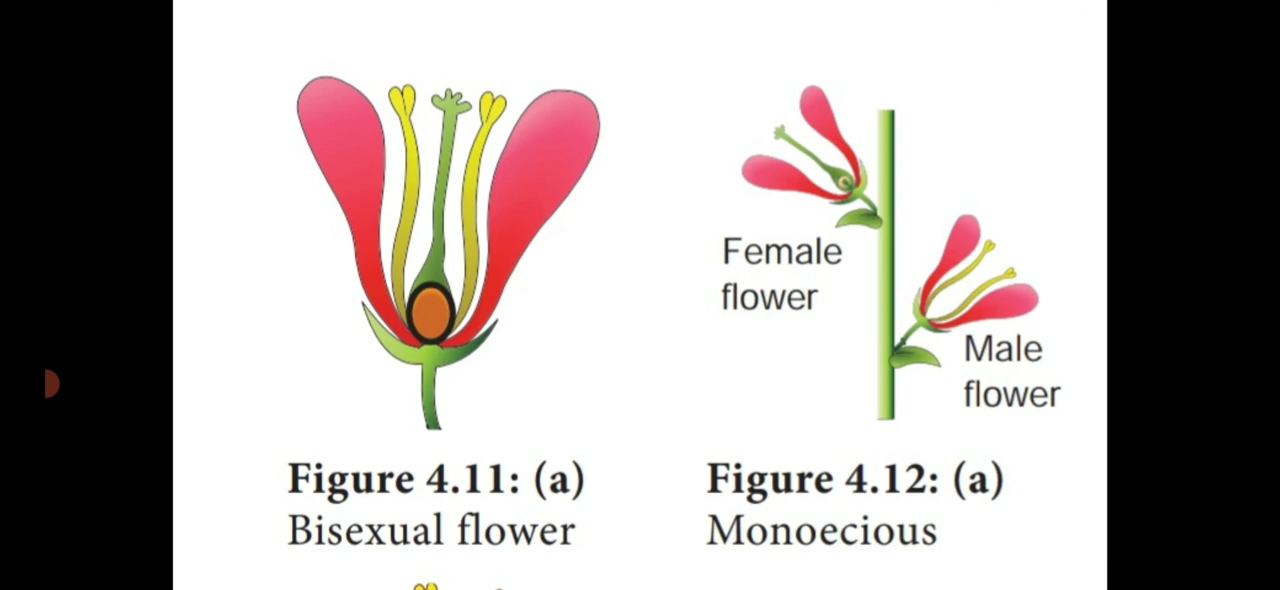 Female
flower
Male
flower
Figure 4.11: (a)
Bisexual flower
Figure 4.12: (a)
Monoecious